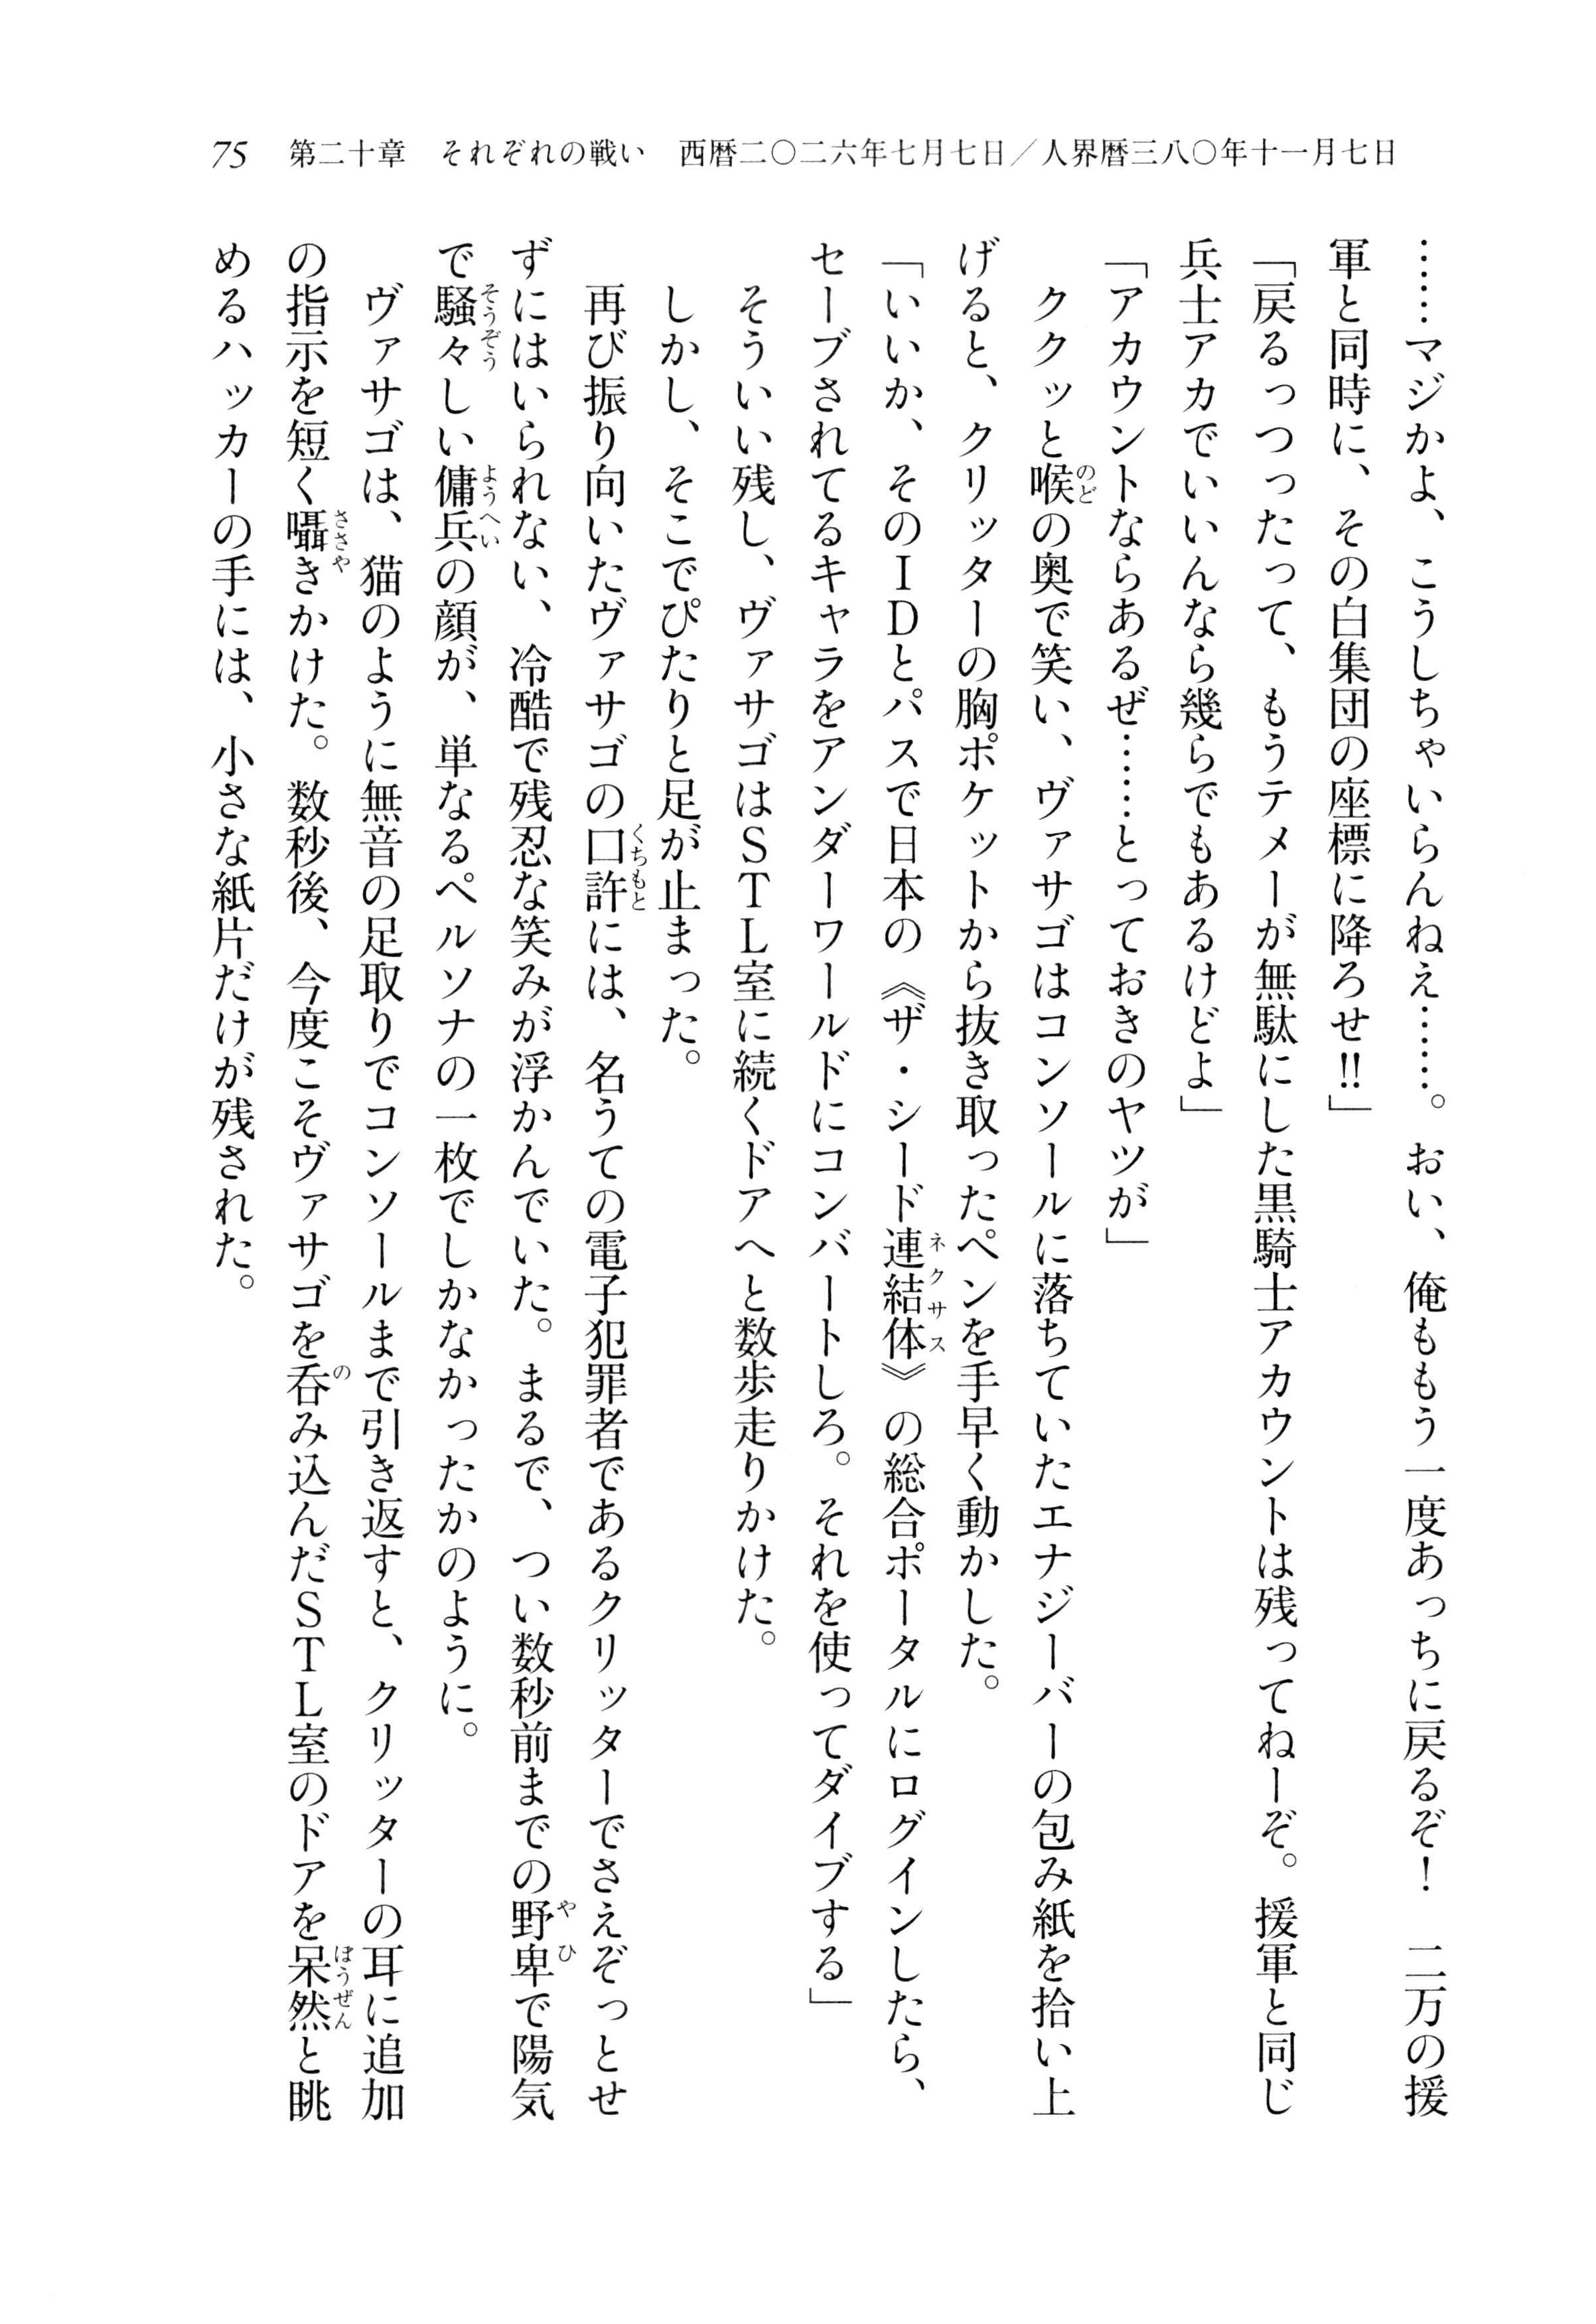 75　第二十章　それぞれの戦い　西暦二〇二六年七月七日／人界暦三八〇年十一月七日
……マジかよ、こうしちゃいらんねえ……。おい、俺ももう一度あっちに戻るぞ！　二万の援
軍と同時に、その白集団の座標に降ろせ!!」
「戻るっつったって、もうテメーが無駄にした黒騎士アカウントは残ってねーぞ。援軍と同じ
兵士アカでいいんなら幾らでもあるけどよ」
「アカウントならあるぜ……とっておきのヤツが」
　ククッと喉の奥で笑い、ヴァサゴはコンソールに落ちていたエナジーバーの包み紙を拾い上
げると、クリッターの胸ポケットから抜き取ったペンを手早く動かした。
「いいか、そのＩＤとパスで日本の《ザ・シード連結体》の総合ポータルにログインしたら、
セーブされてるキャラをアンダーワールドにコンバートしろ。それを使ってダイブする」
　そういい残し、ヴァサゴはＳＴＬ室に続くドアへと数歩走りかけた。
　しかし、そこでぴたりと足が止まった。
　再び振り向いたヴァサゴの口許には、名うての電子犯罪者であるクリッターでさえぞっとせ
ずにはいられない、冷酷で残忍な笑みが浮かんでいた。まるで、つい数秒前までの野卑で陽気
で騒々しい傭兵の顔が、単なるペルソナの一枚でしかなかったかのように。
　ヴァサゴは、猫のように無音の足取りでコンソールまで引き返すと、クリッターの耳に追加
の指示を短く囁きかけた。数秒後、今度こそヴァサゴを呑み込んだＳＴＬ室のドアを呆然と眺
めるハッカーの手には、小さな紙片だけが残された。